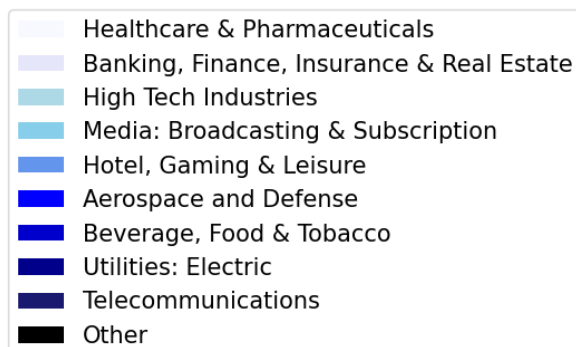 Healthcare & Pharmaceuticals
Banking, Finance, Insurance & Real Estate
High Tech Industries
Media: Broadcasting & Subscription
Hotel, Gaming & Leisure
Aerospace and Defense
Beverage, Food & Tobacco
Utilities: Electric
Telecommunications
Other